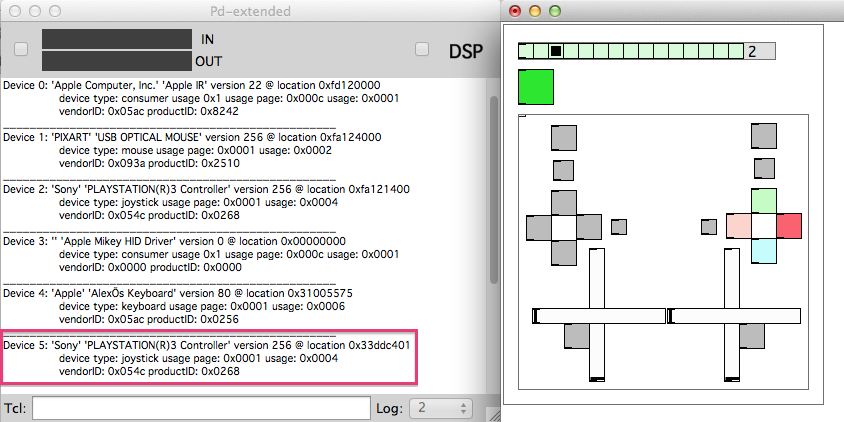 Pd-extended
IN
OUT
DSP
Device 0: 'Apple Computer, Inc.' 'Apple IR' version 22 @ location 0xfd120000
device type: consumer usage 0x1 usage page: 0x000c usage: 0x0001
vendorID: 0x05ac productID: 0x8242
Device 1: 'PIXART' 'USB OPTICAL MOUSE' version 256 @ location 0xfa124000
device type: mouse usage page: 0x0001 usage: 0x0002
vendorID: 0x093a productID: 0x2510
Device 2: 'Sony' 'PLAYSTATION(R)3 Controller' version 256 @ location 0xfa121400
device type: joystick usage page: 0x0001 usage: 0x0004
vendorID: 0x054c productID: 0x0268
Device 3: '' 'Apple Mikey HID Driver' version 0 @ location 0x00000000
device type: consumer usage 0x1 usage page: 0x000c usage: 0x0001
vendorID: 0x0000 productID: 0x0000
Device 4: 'Apple' 'AlexÕs Keyboard' version 80 @ location 0x31005575
device type: keyboard usage page: 0x0001 usage: 0x0006
vendorID: 0x05ac productID: 0x0256
Device 5: 'Sony' 'PLAYSTATION(R)3 Controller' version 256 @ location 0x33ddc401
device type: joystick usage page: 0x0001 usage: 0x0004
vendorID: 0x054c productID: 0x0268
Tcl:
Log: 2
2